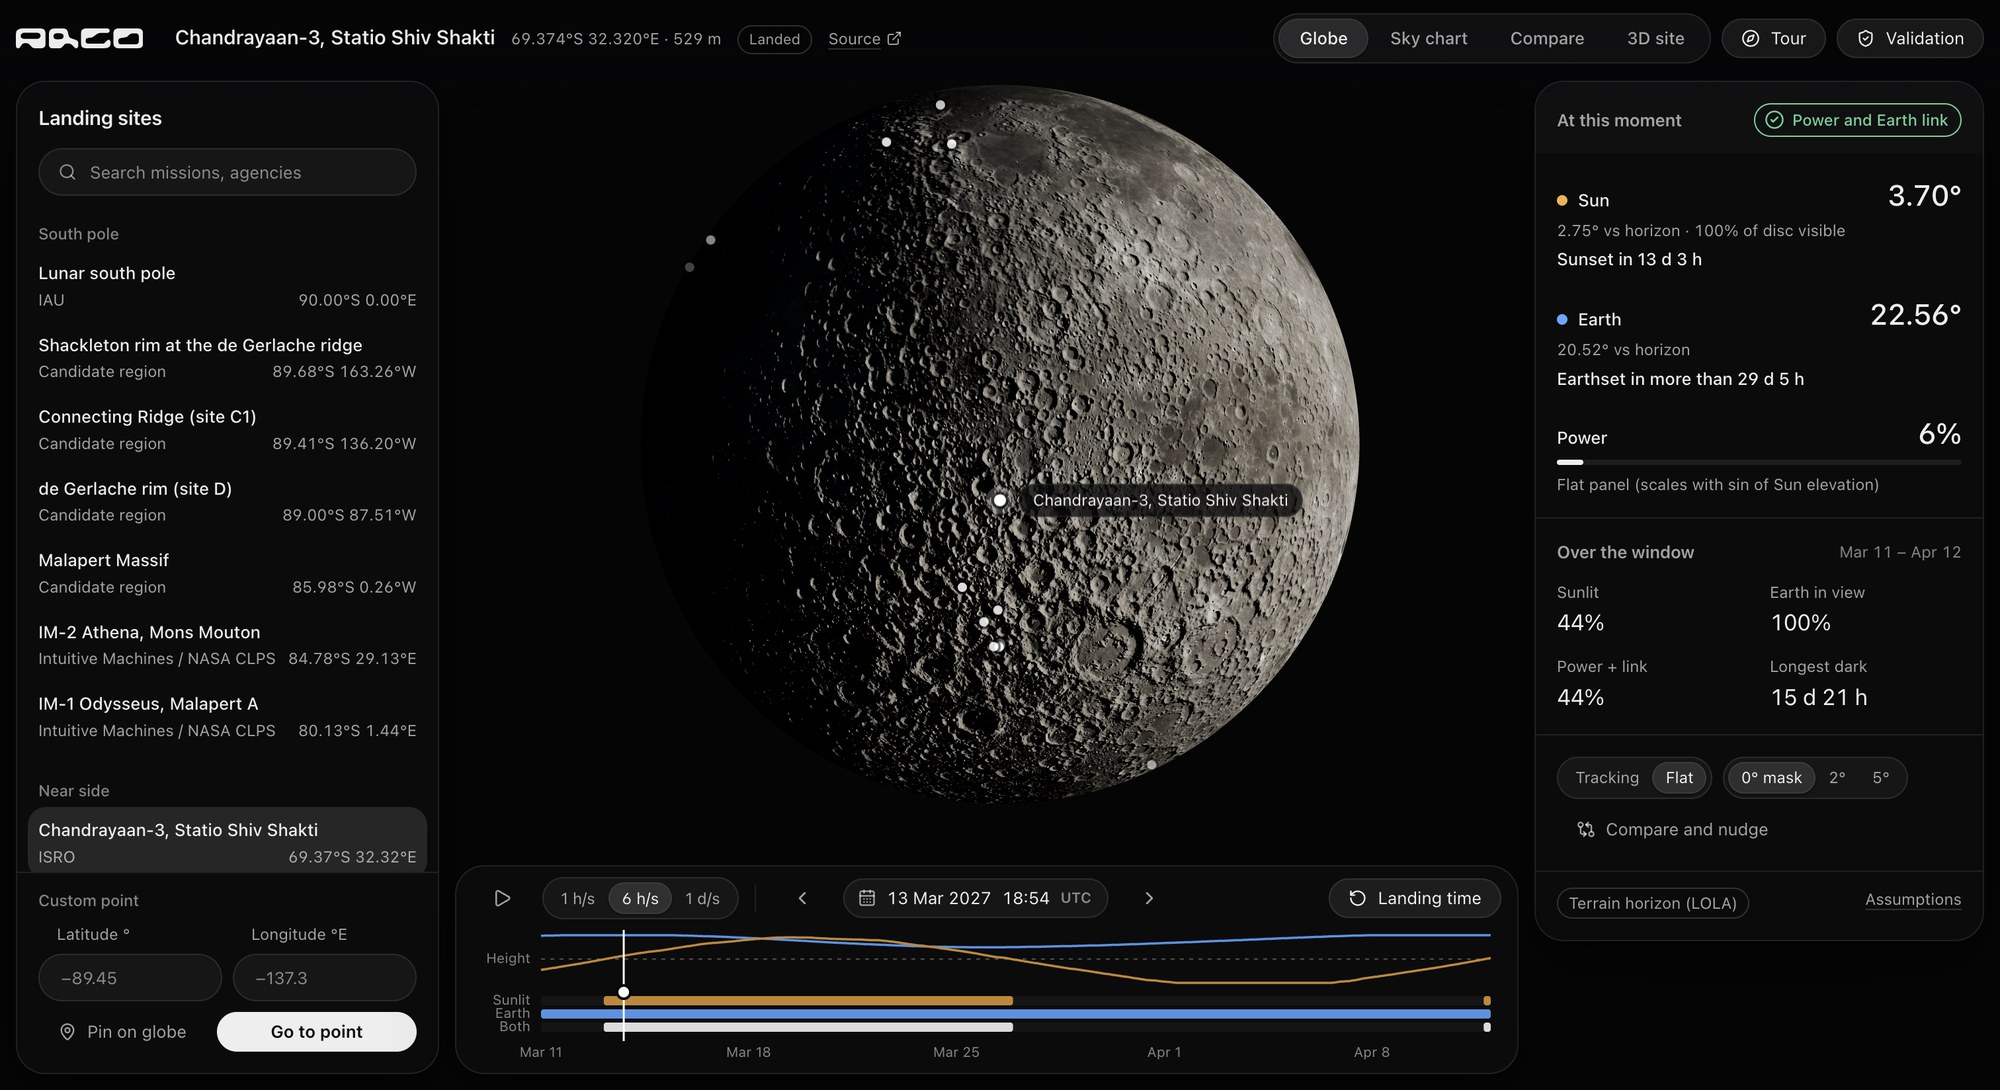 Chandrayaan-3, Statio Shiv Shakti 69.374°S 32.320°E · 529 m Landed Source
Globe Sky chart Compare 3D site Tour Validation
Landing sites
Search missions, agencies
South pole
Lunar south pole
IAU 90.00°S 0.00°E
Shackleton rim at the de Gerlache ridge
Candidate region 89.68°S 163.26°W
Connecting Ridge (site C1)
Candidate region 89.41°S 136.20°W
de Gerlache rim (site D)
Candidate region 89.00°S 87.51°W
Malapert Massif
Candidate region 85.98°S 0.26°W
IM-2 Athena, Mons Mouton
Intuitive Machines / NASA CLPS 84.78°S 29.13°E
IM-1 Odysseus, Malapert A
Intuitive Machines / NASA CLPS 80.13°S 1.44°E
Near side
Chandrayaan-3, Statio Shiv Shakti
ISRO 69.37°S 32.32°E
Custom point
Latitude ° Longitude °E
−89.45 −137.3
Pin on globe Go to point
Chandrayaan-3, Statio Shiv Shakti
1 h/s 6 h/s 1 d/s 13 Mar 2027 18:54 UTC Landing time
Height
Sunlit
Earth
Both
Mar 11 Mar 18 Mar 25 Apr 1 Apr 8
At this moment Power and Earth link
Sun 3.70°
2.75° vs horizon · 100% of disc visible
Sunset in 13 d 3 h
Earth 22.56°
20.52° vs horizon
Earthset in more than 29 d 5 h
Power 6%
Flat panel (scales with sin of Sun elevation)
Over the window Mar 11 – Apr 12
Sunlit Earth in view
44% 100%
Power + link Longest dark
44% 15 d 21 h
Tracking Flat 0° mask 2° 5°
Compare and nudge
Terrain horizon (LOLA) Assumptions